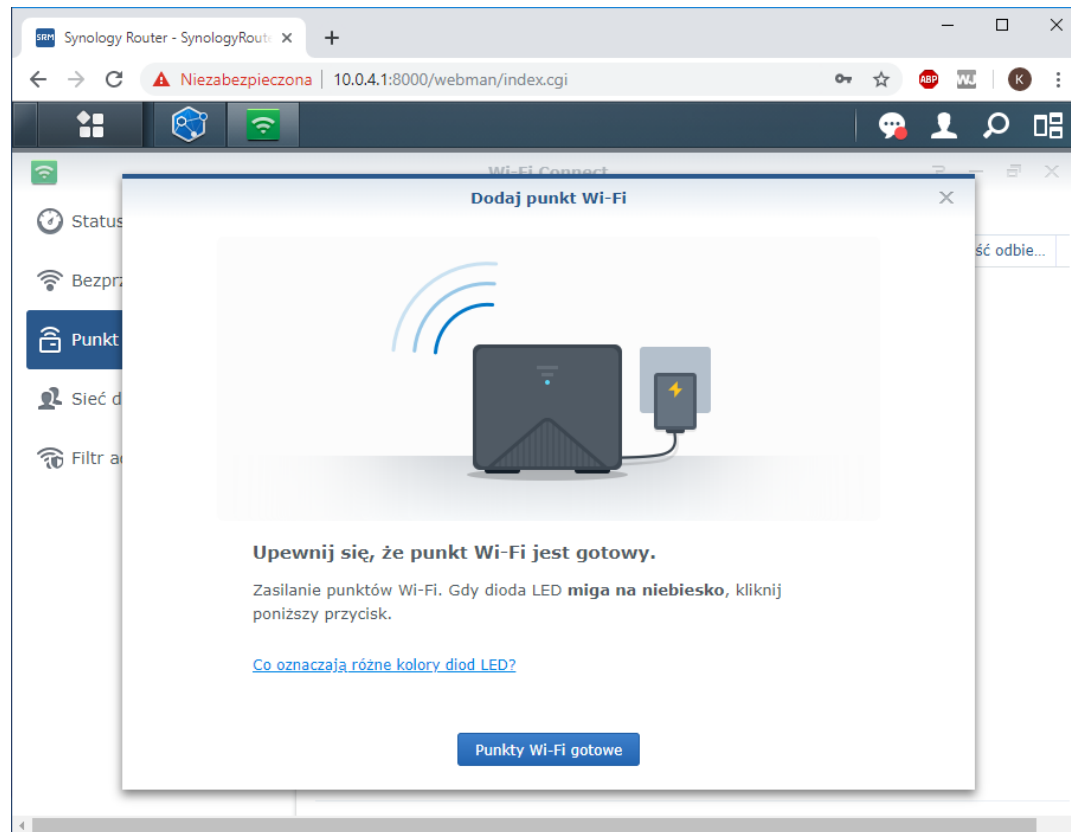 SRM Synology Router - SynologyRoute
Niezabezpieczona | 10.0.4.1:8000/webman/index.cgi
ABP WJ K
Wi-Fi Connect
Dodaj punkt Wi-Fi
Status
ść odbie...
Bezprz
Punkt
Sieć d
Filtr ad
Upewnij się, że punkt Wi-Fi jest gotowy.
Zasilanie punktów Wi-Fi. Gdy dioda LED miga na niebiesko, kliknij
poniższy przycisk.
Co oznaczają różne kolory diod LED?
Punkty Wi-Fi gotowe